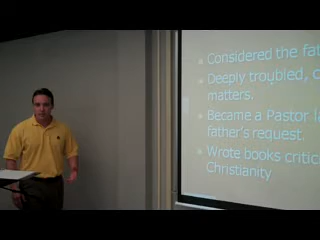 Considered the fat
Deeply troubled,
matters.
Became a Pastor
father's request.
Wrote books critic
Christianity